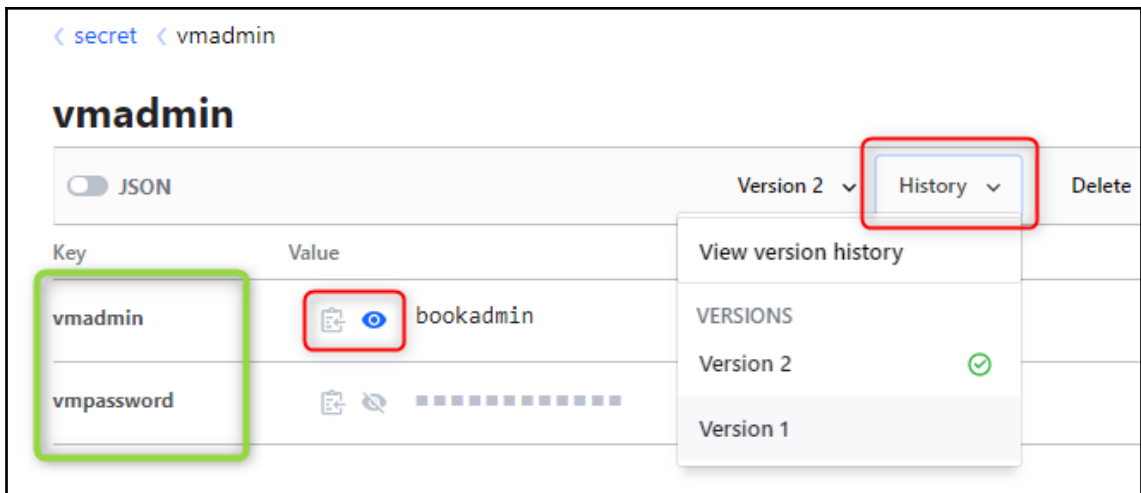 secret vmadmin
vmadmin
JSON Version 2 History Delete
Key Value
View version history
vmadmin bookadmin
VERSIONS
Version 2
vmpassword
Version 1